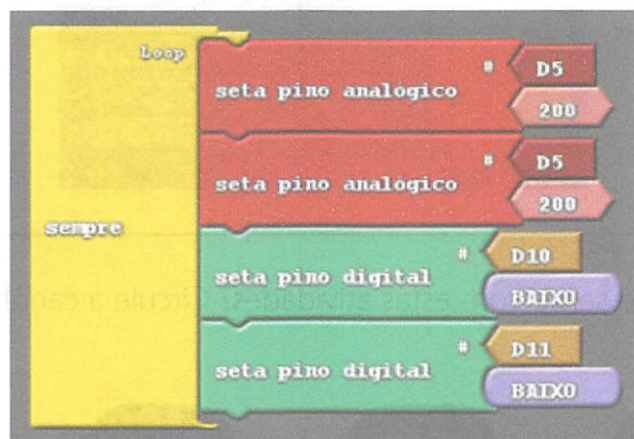 Loop
# D5
seta pino analógico
200
# D5
seta pino analógico
200
sempre
# D10
seta pino digital
BAIXO
# D11
seta pino digital
BAIXO